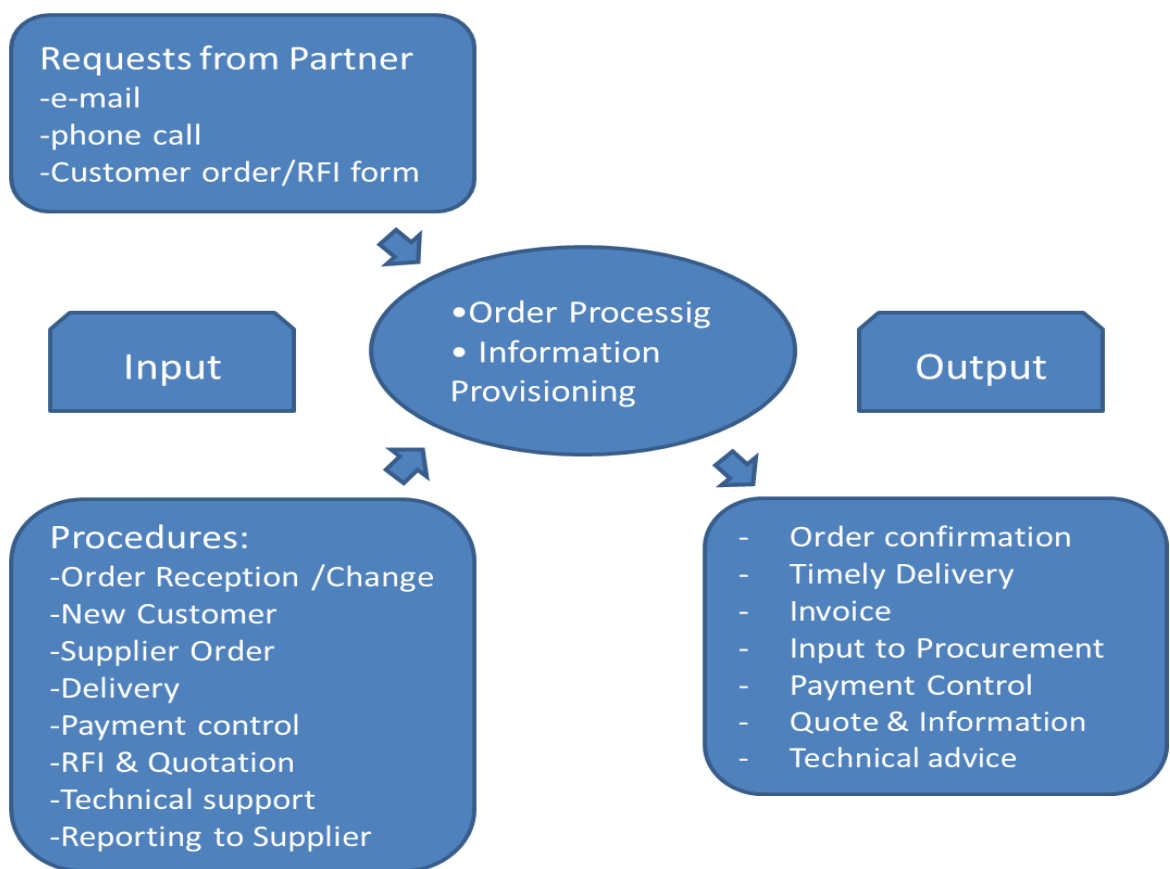 Requests from Partner
-e-mail
-phone call
-Customer order/RFI form
•Order Processig
• Information
Provisioning
Input
Output
Procedures:
-Order Reception /Change
-New Customer
-Supplier Order
-Delivery
-Payment control
-RFI & Quotation
-Technical support
-Reporting to Supplier
- Order confirmation
- Timely Delivery
- Invoice
- Input to Procurement
- Payment Control
- Quote & Information
- Technical advice